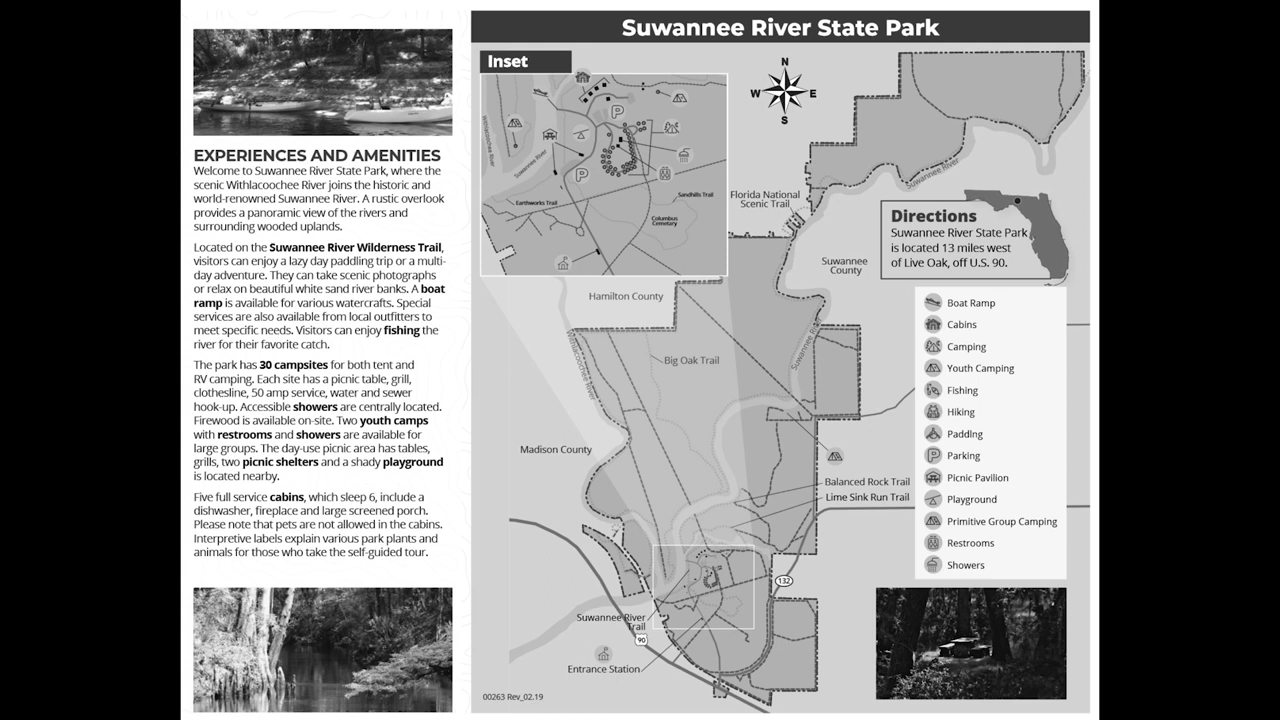 EXPERIENCES AND AMENITIES
Welcome to Suwannee River State Park, where the
scenic Withlacoochee River joins the historic and
world-renowned Suwannee River. A rustic overlook
provides a panoramic view of the rivers and
surrounding wooded uplands.
Located on the Suwannee River Wilderness Trail,
visitors can enjoy a lazy day paddling trip or a multi-
day adventure. They can take scenic photographs
or relax on beautiful white sand river banks. A boat
ramp is available for various watercrafts. Special
services are also available from local outfitters to
meet specific needs. Visitors can enjoy fishing the
river for their favorite catch.
The park has 30 campsites for both tent and
RV camping. Each site has a picnic table, grill,
clothesline, 50 amp service, water and sewer
hook-up. Accessible showers are centrally located.
Firewood is available on-site. Two youth camps
with restrooms and showers are available for
large groups. The day-use picnic area has tables,
grills, two picnic shelters and a shady playground
is located nearby.
Five full service cabins, which sleep 6, include a
dishwasher, fireplace and large screened porch.
Please note that pets are not allowed in the cabins.
Interpretive labels explain various park plants and
animals for those who take the self-guided tour.
Suwannee River State Park
Inset
Withlacoochee River
Suwannee River
P
P
Earthworks Trail
Sandhills Trail
Columbus
Cemetery
N
W
E
S
Florida National
Scenic Trail
Suwannee River
Suwannee
County
Directions
Suwannee River State Park
is located 13 miles west
of Live Oak, off U.S. 90.
Hamilton County
Withlacoochee River
Big Oak Trail
Suwannee River
Madison County
Balanced Rock Trail
Lime Sink Run Trail
132
Suwannee River
Trail
90
Entrance Station
00263 Rev_02.19
Boat Ramp
Cabins
Camping
Youth Camping
Fishing
Hiking
Padding
P
Parking
Picnic Pavilion
Playground
Primitive Group Camping
Restrooms
Showers